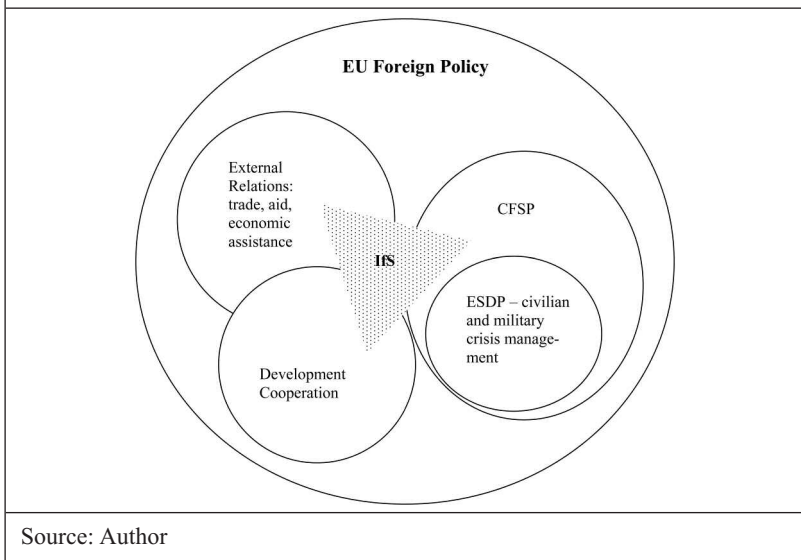 EU Foreign Policy
External
Relations:
trade, aid,
economic
assistance
CFSP
IfS
ESDP – civilian
and military
crisis manage-
ment
Development
Cooperation
Source: Author